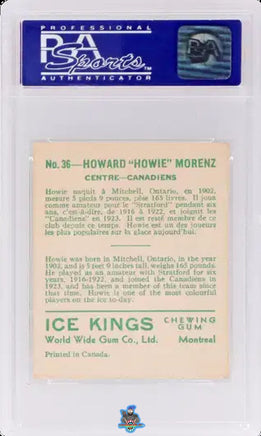 PROFESSIONAL
PSA
Sports
AUTHENTICATOR
PSA
No. 36—HOWARD "HOWIE" MORENZ
CENTRE—CANADIENS
Howie naquit à Mitchell, Ontario, en 1902,
mesure 5 pieds 9 pouces, pèse 165 livres. Il joua
comme amateur pour le "Stratford" pendant six
ans, c'est-à-dire, de 1916 à 1922, et joignit les
"Canadiens" en 1923. Il est resté membre de ce
club depuis ce temps. Howie est un des joueurs
les plus populaires sur la glace aujourd'hui.
Howie was born in Mitchell, Ontario, in the year
1902, and is 5 feet 9 inches tall, weighs 165 pounds.
He played as an amateur with Stratford for six
years, 1916-1922, and joined the Canadiens in
1923, and has been a member of this team since
that time. Howie is one of the most colourful
players on the ice to-day.
ICE KINGS CHEWING GUM
World Wide Gum Co., Ltd. Montreal
Printed in Canada.